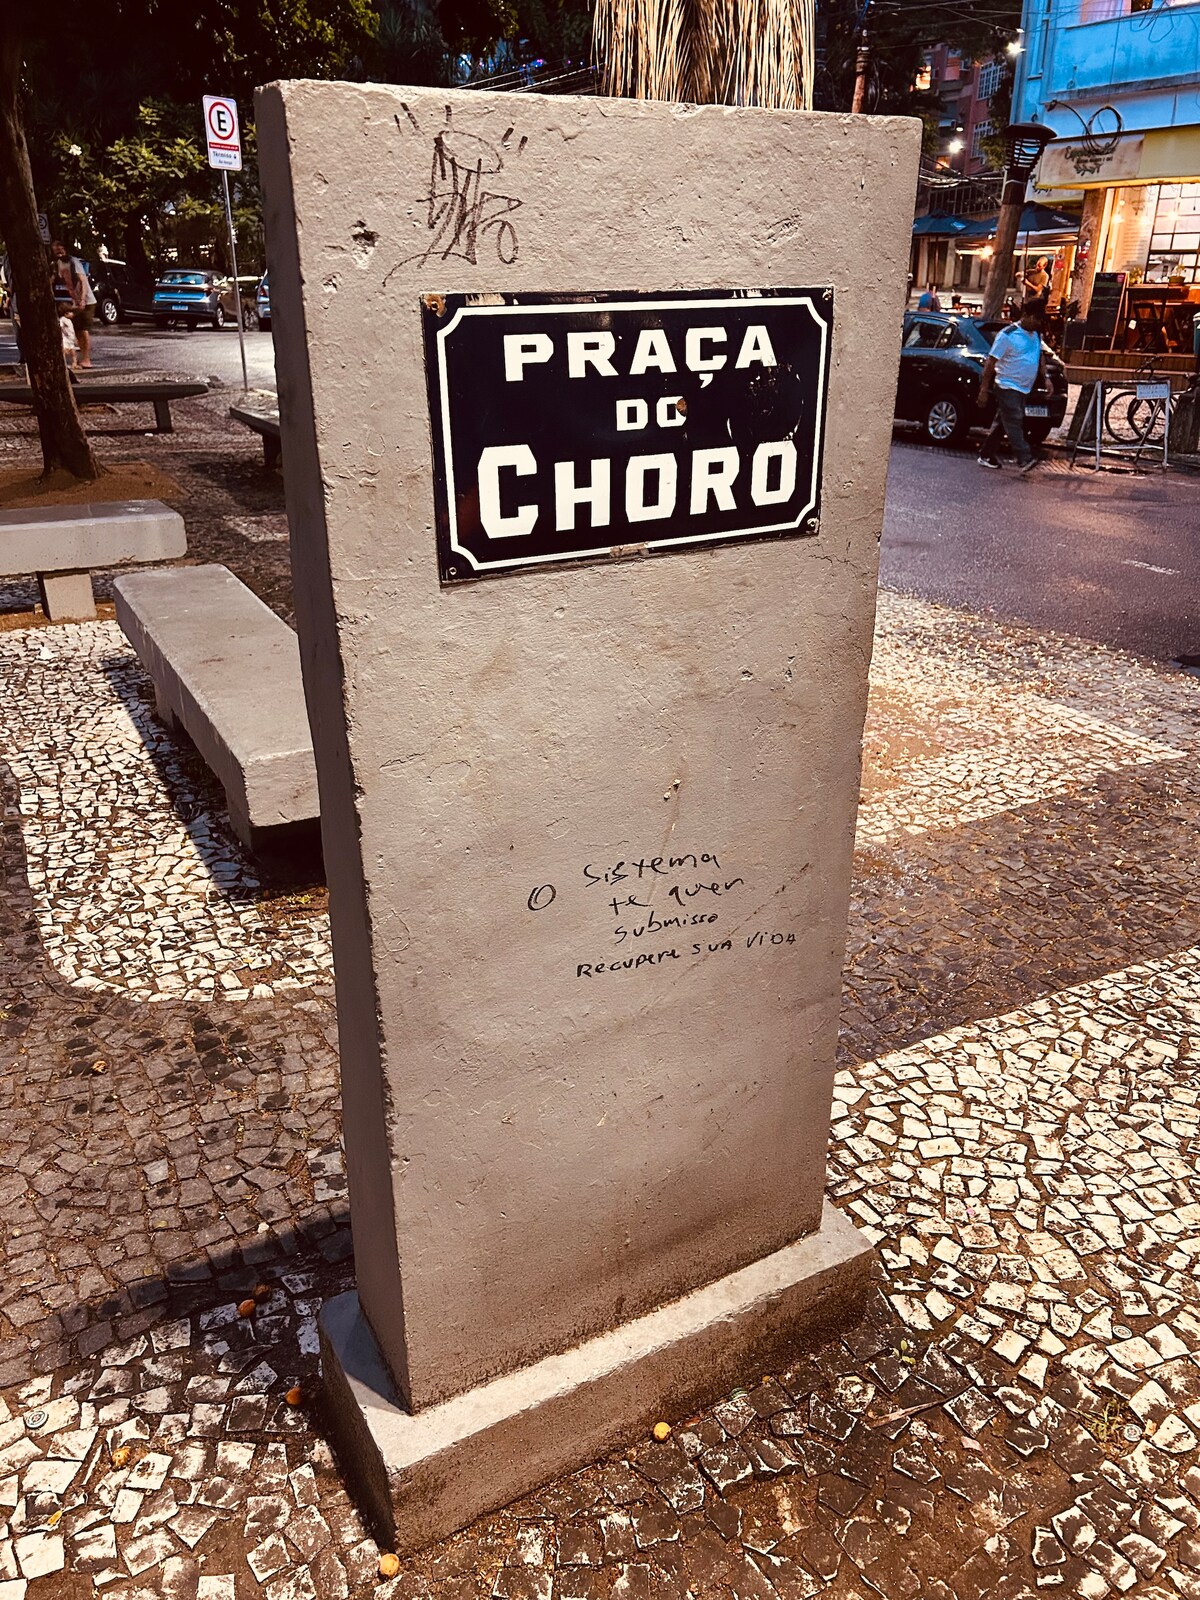 E
PRAÇA
DO
CHORO
O sistema
te quer
submisso
RECUPERE SUA VIDA